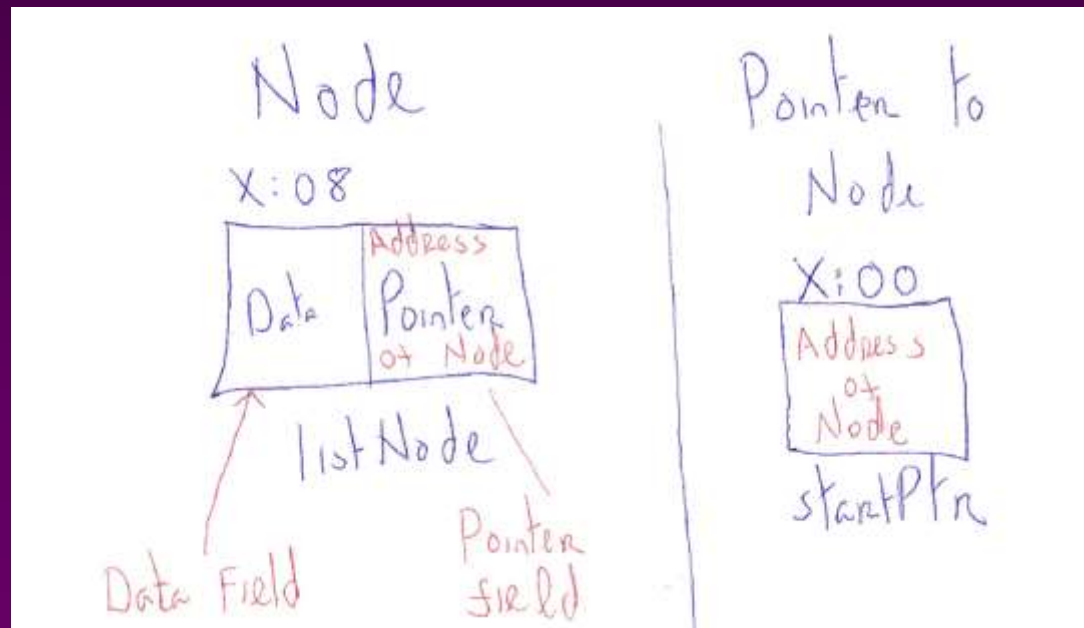 Node
X:08
Data
Address
Pointer
of Node
listNode
Data Field
Pointer
field
Pointer to
Node
X:00
Address
of
Node
startPtr